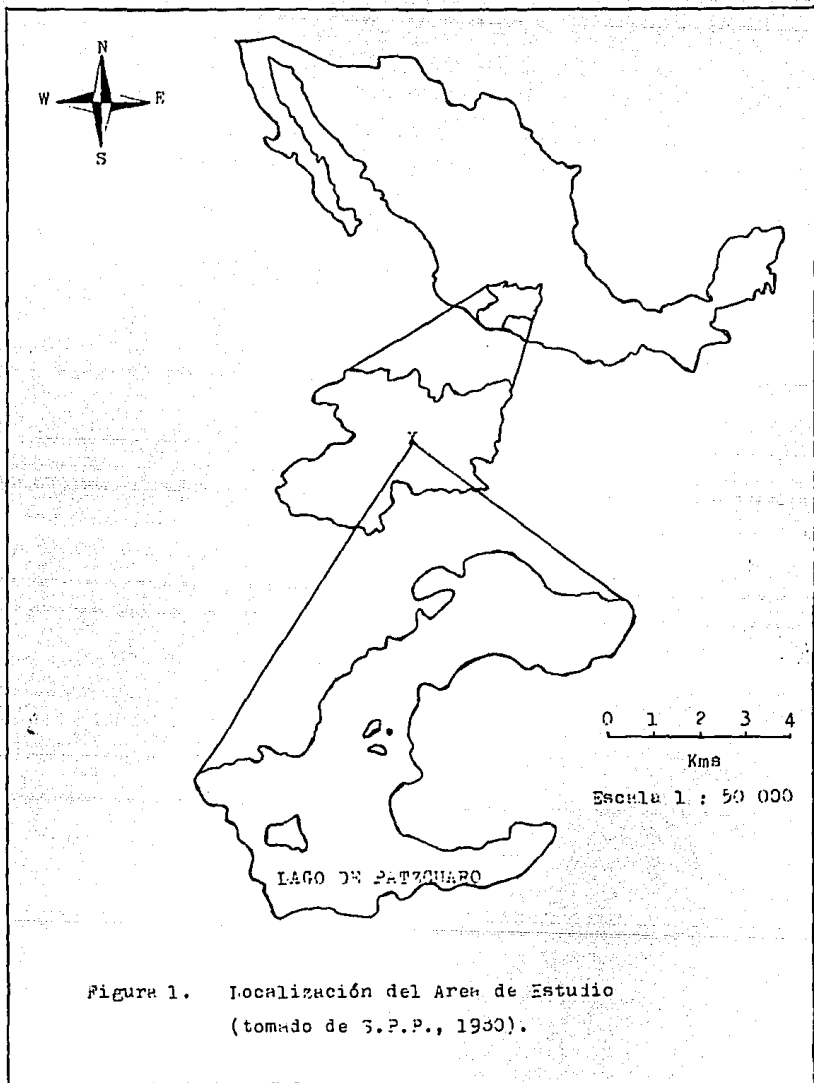 N
W E
S
X
0 1 2 3 4
Kms
Escala 1 : 50 000
LAGO DE PATZCUARO
Figura 1. Localización del Area de Estudio
(tomado de S.P.P., 1980).